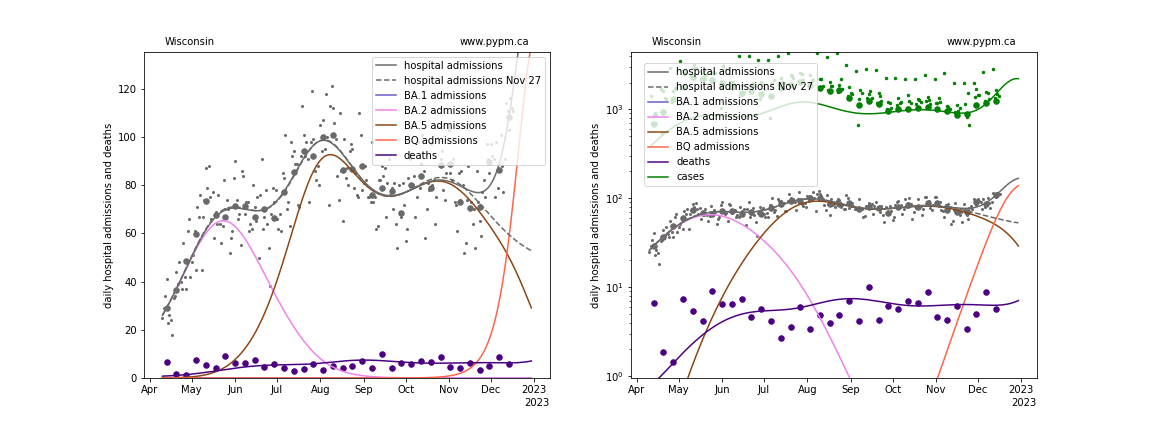 Wisconsin www.pypm.ca
daily hospital admissions and deaths
120
100
80
60
40
20
0
hospital admissions
hospital admissions Nov 27
BA.1 admissions
BA.2 admissions
BA.5 admissions
BQ admissions
deaths
Apr May Jun Jul Aug Sep Oct Nov Dec 2023
2023
Wisconsin www.pypm.ca
daily hospital admissions and deaths
10³
10²
10¹
10⁰
hospital admissions
hospital admissions Nov 27
BA.1 admissions
BA.2 admissions
BA.5 admissions
BQ admissions
deaths
cases
Apr May Jun Jul Aug Sep Oct Nov Dec 2023
2023